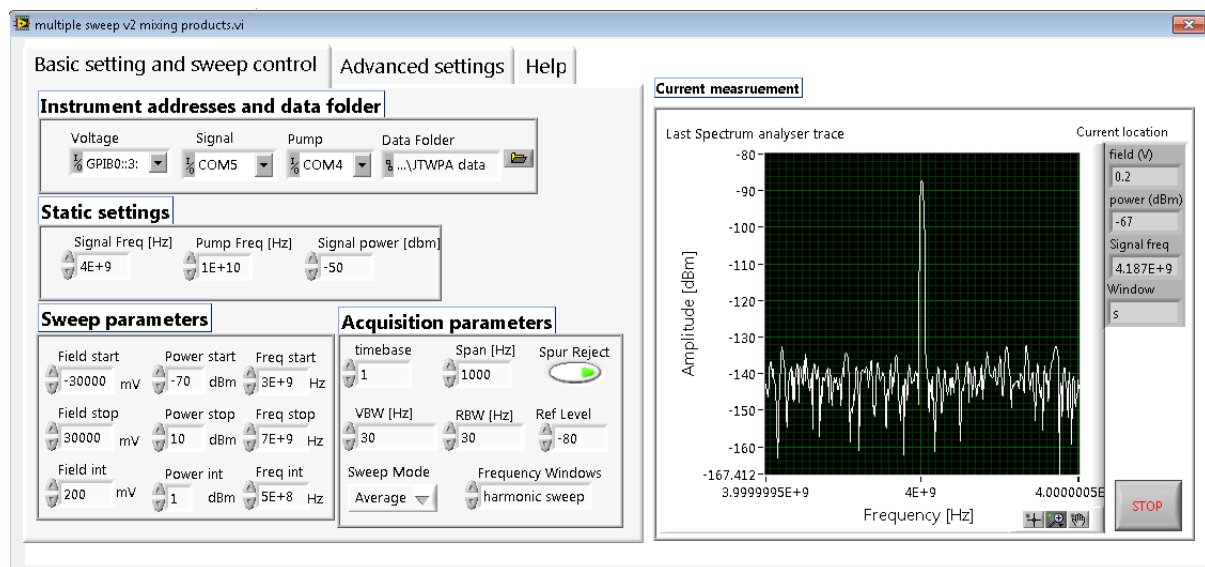 multiple sweep v2 mixing products.vi
Basic setting and sweep control
Advanced settings
Help
Instrument addresses and data folder
Voltage Signal Pump Data Folder
GPIB0::3: COM5 COM4 ...\JTWPA data
Static settings
Signal Freq [Hz] Pump Freq [Hz] Signal power [dbm]
4E+9 1E+10 -50
Sweep parameters
Field start Power start Freq start
-30000 mV -70 dBm 3E+9 Hz
Field stop Power stop Freq stop
30000 mV 10 dBm 7E+9 Hz
Field int Power int Freq int
200 mV 1 dBm 5E+8 Hz
Acquisition parameters
timebase Span [Hz] Spur Reject
1 1000
VBW [Hz] RBW [Hz] Ref Level
30 30 -80
Sweep Mode Frequency Windows
Average harmonic sweep
Current measruement
Last Spectrum analyser trace
Amplitude [dBm]
-80
-90
-100
-110
-120
-130
-140
-150
-160
-167.412
3.9999995E+9 4E+9 4.0000005E
Frequency [Hz]
Current location
field (V)
0.2
power (dBm)
-67
Signal freq
4.187E+9
Window
s
STOP